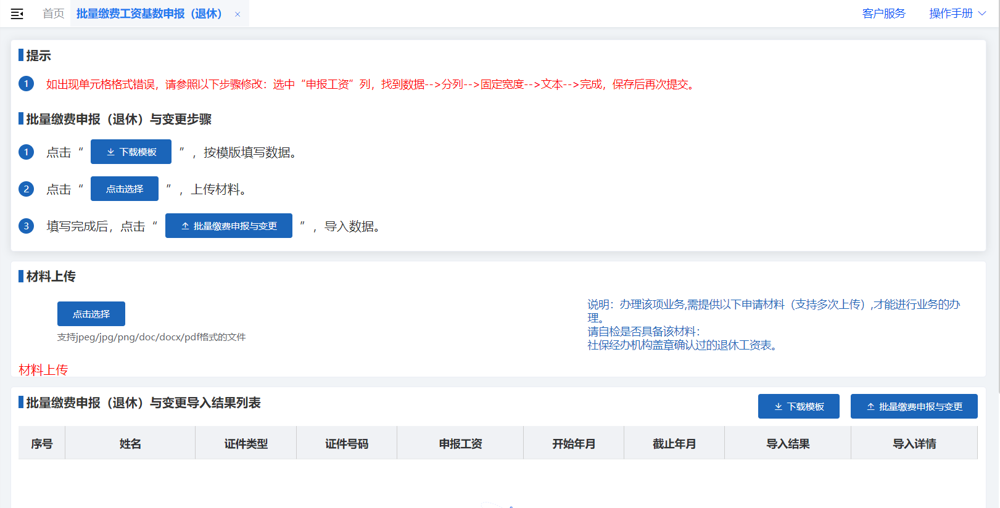 首页 批量缴费工资基数申报（退休） × 客户服务 操作手册
提示
1 如出现单元格格式错误，请参照以下步骤修改：选中“申报工资”列，找到数据-->分列-->固定宽度-->文本-->完成，保存后再次提交。
批量缴费申报（退休）与变更步骤
1 点击“ 下载模板 ”，按模版填写数据。
2 点击“ 点击选择 ”，上传材料。
3 填写完成后，点击“ 批量缴费申报与变更 ”，导入数据。
材料上传
点击选择
支持jpeg/jpg/png/doc/docx/pdf格式的文件
说明：办理该项业务,需提供以下申请材料（支持多次上传）,才能进行业务的办
理。
请自检是否具备该材料：
社保经办机构盖章确认过的退休工资表。
材料上传
批量缴费申报（退休）与变更导入结果列表 下载模板 批量缴费申报与变更
序号 姓名 证件类型 证件号码 申报工资 开始年月 截止年月 导入结果 导入详情